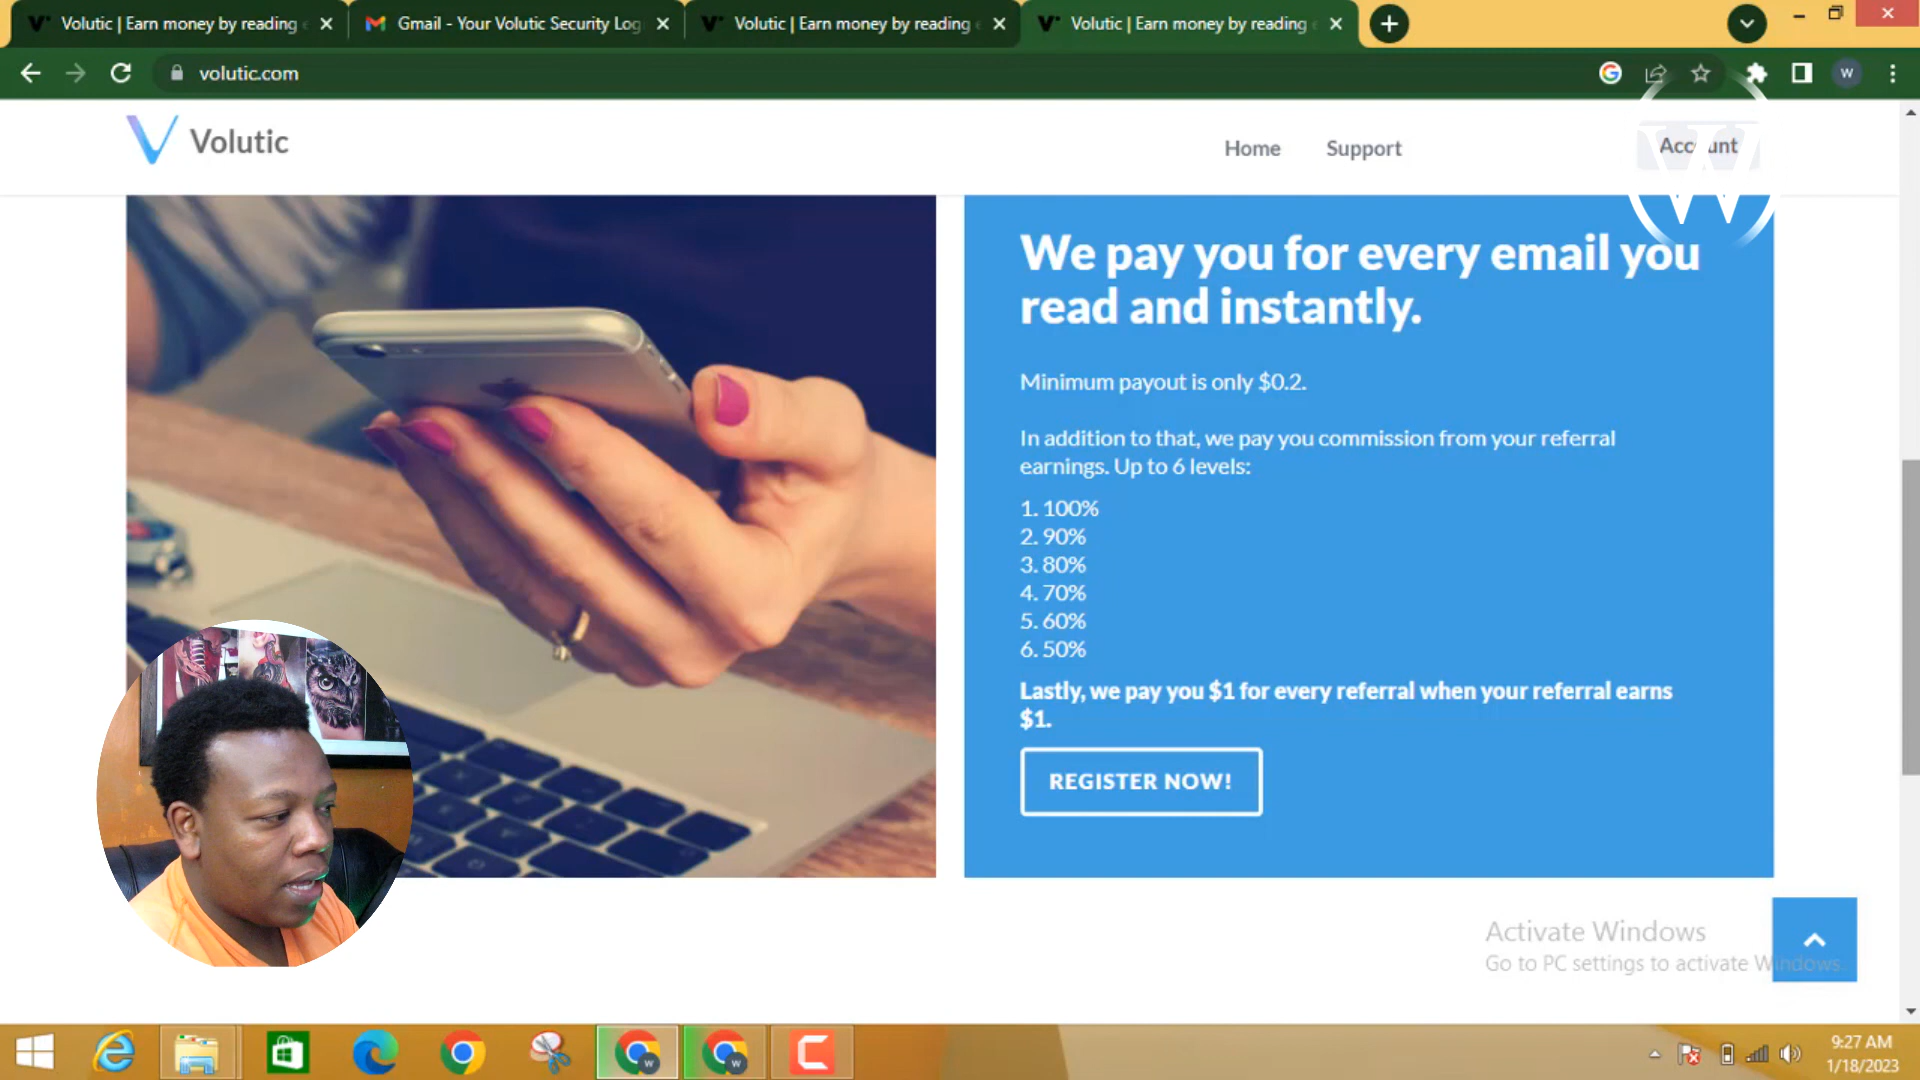 Volutic | Earn money by reading
Gmail - Your Volutic Security Log
Volutic | Earn money by reading
Volutic | Earn money by reading
volutic.com
W
Volutic
Home
Support
Account
We pay you for every email you
read and instantly.
Minimum payout is only $0.2.
In addition to that, we pay you commission from your referral
earnings. Up to 6 levels:
1. 100%
2. 90%
3. 80%
4. 70%
5. 60%
6. 50%
Lastly, we pay you $1 for every referral when your referral earns
$1.
REGISTER NOW!
Activate Windows
Go to PC settings to activate Windows.
9:27 AM
1/18/2023